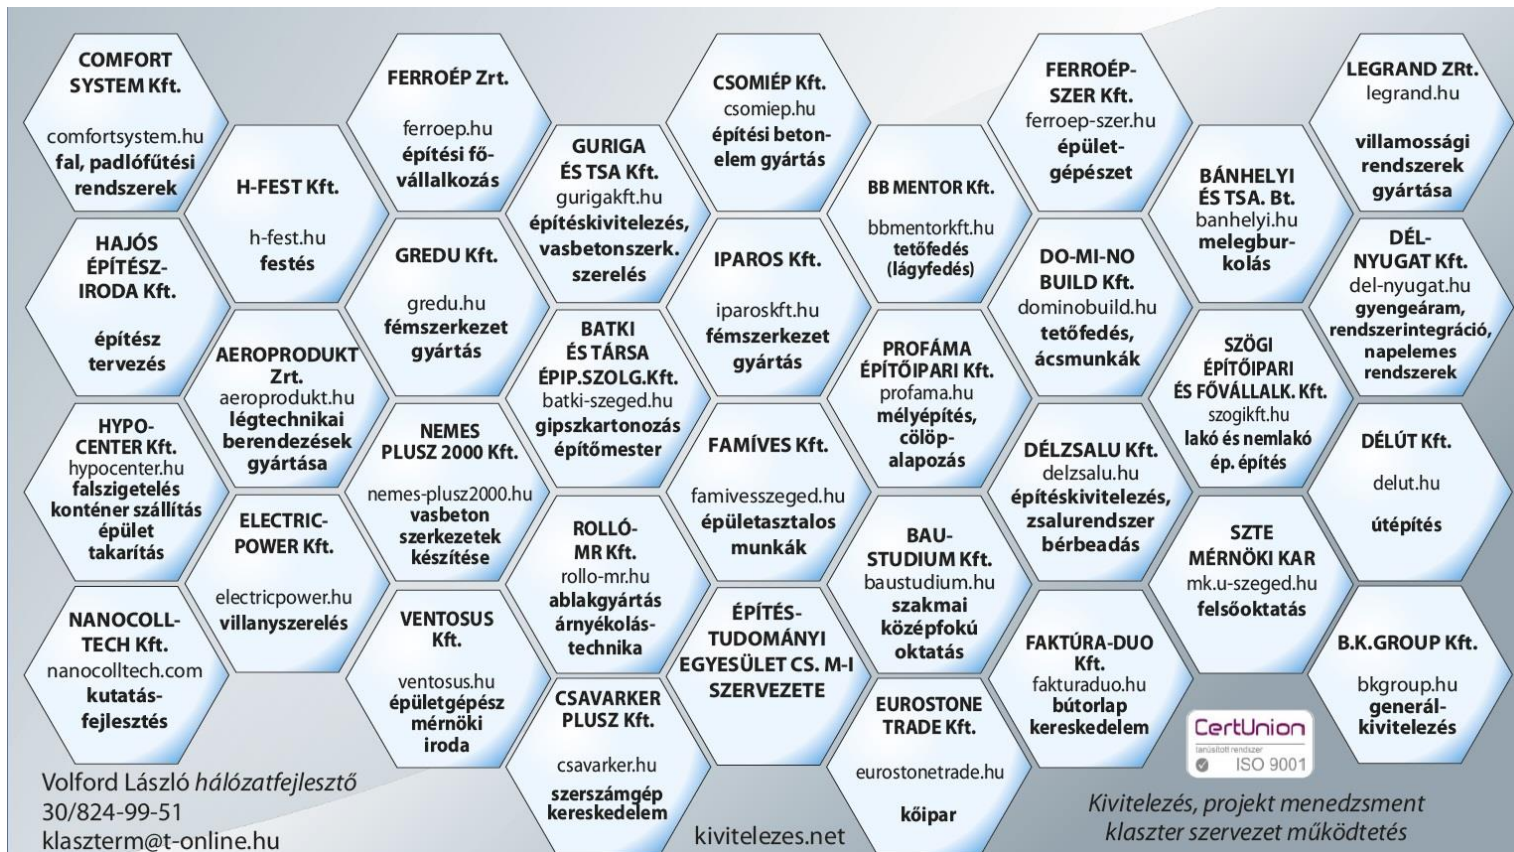 COMFORT
SYSTEM Kft.
comfortsystem.hu
fal, padlófűtési
rendszerek
HAJÓS
ÉPÍTÉSZ-
IRODA Kft.
építész
tervezés
HYPO-
CENTER Kft.
hypocenter.hu
falszigetelés
konténer szállítás
épület
takarítás
NANOCOLL-
TECH Kft.
nanocolltech.com
kutatás-
fejlesztés
H-FEST Kft.
h-fest.hu
festés
AEROPRODUKT
Zrt.
aeroprodukt.hu
légtechnikai
berendezések
gyártása
ELECTRIC-
POWER Kft.
electricpower.hu
villanyszerelés
FERROÉP Zrt.
ferroep.hu
építési fő-
vállalkozás
GREDU Kft.
gredu.hu
fémszerkezet
gyártás
NEMES
PLUSZ 2000 Kft.
nemes-plusz2000.hu
vasbeton
szerkezetek
készítése
VENTOSUS
Kft.
ventosus.hu
épületgépész
mérnöki
iroda
GURIGA
ÉS TSA Kft.
gurigakft.hu
építéskivitelezés,
vasbetonszerk.
szerelés
BATKI
ÉS TÁRSA
ÉPIP.SZOLG.Kft.
batki-szeged.hu
gipszkartonozás
építőmester
ROLLÓ-
MR Kft.
rollo-mr.hu
ablakgyártás
árnyékolás-
technika
CSAVARKER
PLUSZ Kft.
csavarker.hu
szerszámgép
kereskedelem
CSOMIÉP Kft.
csomiep.hu
építési beton-
elem gyártás
IPAROS Kft.
iparoskft.hu
fémszerkezet
gyártás
FAMÍVES Kft.
famivesszeged.hu
épületasztalos
munkák
ÉPÍTÉS-
TUDOMÁNYI
EGYESÜLET CS. M-I
SZERVEZETE
BB MENTOR Kft.
bbmentorkft.hu
tetőfedés
(lágyfedés)
PROFÁMA
ÉPÍTŐIPARI Kft.
profama.hu
mélyépítés,
cölöp-
alapozás
BAU-
STUDIUM Kft.
baustudium.hu
szakmai
középfokú
oktatás
EUROSTONE
TRADE Kft.
eurostonetrade.hu
kőipar
FERROÉP-
SZER Kft.
ferroep-szer.hu
épület-
gépészet
DO-MI-NO
BUILD Kft.
dominobuild.hu
tetőfedés,
ácsmunkák
DÉLZSALU Kft.
delzsalu.hu
építéskivitelezés,
zsalurendszer
bérbeadás
FAKTÚRA-DUO
Kft.
fakturaduo.hu
bútorlap
kereskedelem
BÁNHELYI
ÉS TSA. Bt.
banhelyi.hu
melegbur-
kolás
SZÖGI
ÉPÍTŐIPARI
ÉS FŐVÁLLALK. Kft.
szogikft.hu
lakó és nemlakó
ép. építés
SZTE
MÉRNÖKI KAR
mk.u-szeged.hu
felsőoktatás
LEGRAND ZRt.
legrand.hu
villamossági
rendszerek
gyártása
DÉL-
NYUGAT Kft.
del-nyugat.hu
gyengeáram,
rendszerintegráció,
napelemes
rendszerek
DÉLÚT Kft.
delut.hu
útépítés
B.K.GROUP Kft.
bkgroup.hu
generál-
kivitelezés
CertUnion
tanúsított rendszer
ISO 9001
Volford László hálózatfejlesztő
30/824-99-51
klaszterm@t-online.hu
kivitelezes.net
Kivitelezés, projekt menedzsment
klaszter szervezet működtetés